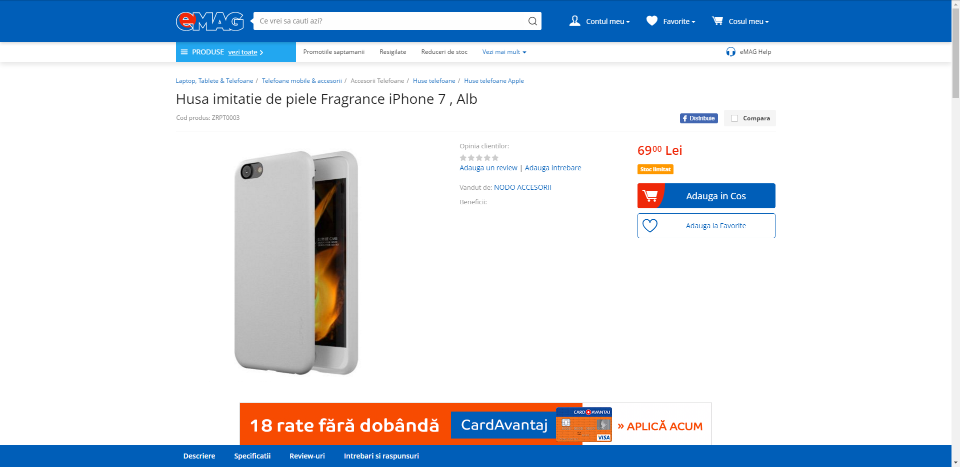 eMAG
Ce vrei sa cauti azi?
Contul meu
Favorite
Cosul meu
PRODUSE vezi toate
Promotiile saptamanii
Resigilate
Reduceri de stoc
Vezi mai mult
eMAG Help
Laptop, Tablete & Telefoane / Telefoane mobile & accesorii / Accesorii Telefoane / Huse telefoane / Huse telefoane Apple
Husa imitatie de piele Fragrance iPhone 7 , Alb
Cod produs: ZRPT0003
Distribuie
Compara
Opinia clientilor:
Adauga un review | Adauga intrebare
Vandut de: NODO ACCESORII
Beneficii:
69⁰⁰ Lei
Stoc limitat
Adauga in Cos
Adauga la Favorite
18 rate fără dobândă
CardAvantaj
CARD AVANTAJ
VISA
» APLICĂ ACUM
Descriere
Specificatii
Review-uri
Intrebari si raspunsuri